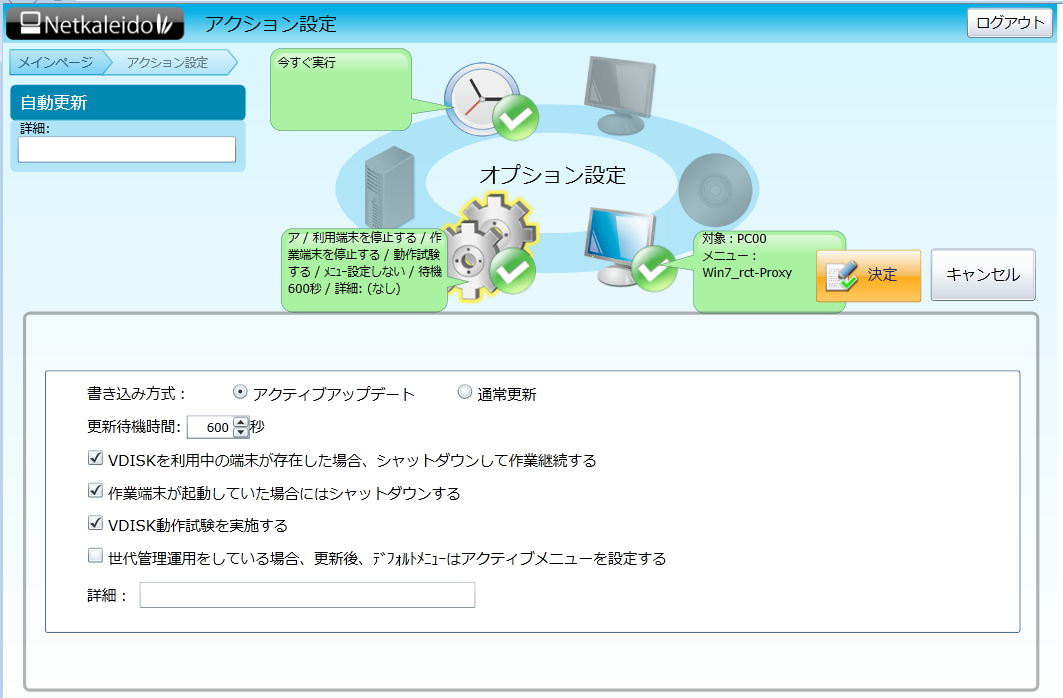 Netkaleido
アクション設定
ログアウト
メインページ
アクション設定
自動更新
詳細:
今すぐ実行
オプション設定
ア / 利用端末を停止する / 作
業端末を停止する / 動作試験
する / ﾒﾆｭｰ設定しない / 待機
600秒 / 詳細: (なし)
対象 : PC00
メニュー :
Win7_rct-Proxy
決定
キャンセル
書き込み方式 :
アクティブアップデート
通常更新
更新待機時間: 600 秒
VDISKを利用中の端末が存在した場合、シャットダウンして作業継続する
作業端末が起動していた場合にはシャットダウンする
VDISK動作試験を実施する
世代管理運用をしている場合、更新後、ﾃﾞﾌｫﾙﾄﾒﾆｭｰはアクティブメニューを設定する
詳細 :